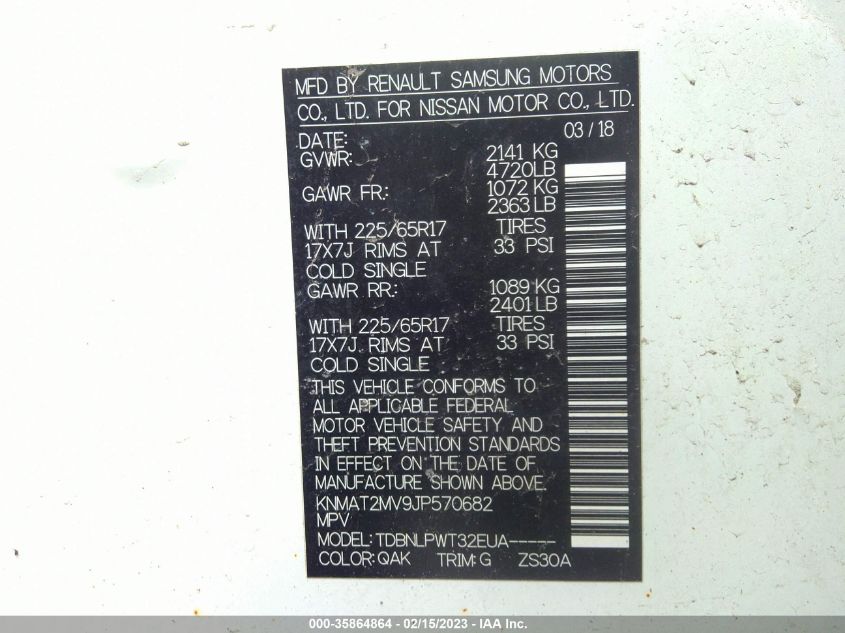 MFD BY RENAULT SAMSUNG MOTORS
CO., LTD. FOR NISSAN MOTOR CO., LTD.
DATE: 03 / 18
GVWR: 2141 KG
4720LB
GAWR FR.: 1072 KG
2363 LB
WITH 225/65R17 TIRES
17X7J RIMS AT 33 PSI
COLD SINGLE
GAWR RR.: 1089 KG
2401 LB
WITH 225/65R17 TIRES
17X7J RIMS AT 33 PSI
COLD SINGLE
THIS VEHICLE CONFORMS TO
ALL APPLICABLE FEDERAL
MOTOR VEHICLE SAFETY AND
THEFT PREVENTION STANDARDS
IN EFFECT ON THE DATE OF
MANUFACTURE SHOWN ABOVE.
KNMAT2MV9JP570682
MPV
MODEL: TDBNLPWT32EUA-----
COLOR: QAK TRIM: G ZS30A
000-35864864 - 02/15/2023 - IAA Inc.